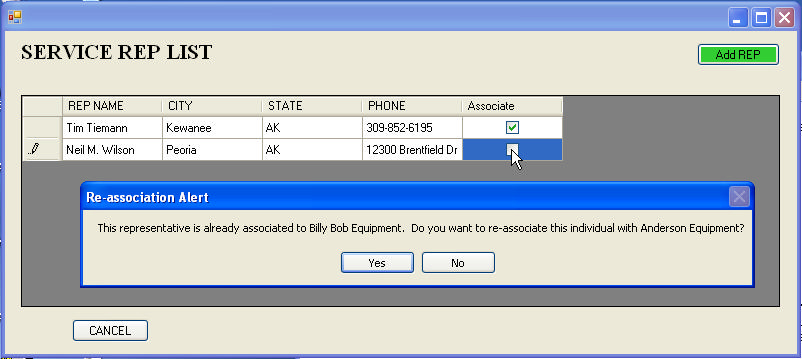 SERVICE REP LIST
Add REP
REP NAME CITY STATE PHONE Associate
Tim Tiemann Kewanee AK 309-852-6195
Neil M. Wilson Peoria AK 12300 Brentfield Dr
Re-association Alert
This representative is already associated to Billy Bob Equipment. Do you want to re-associate this individual with Anderson Equipment?
Yes No
CANCEL